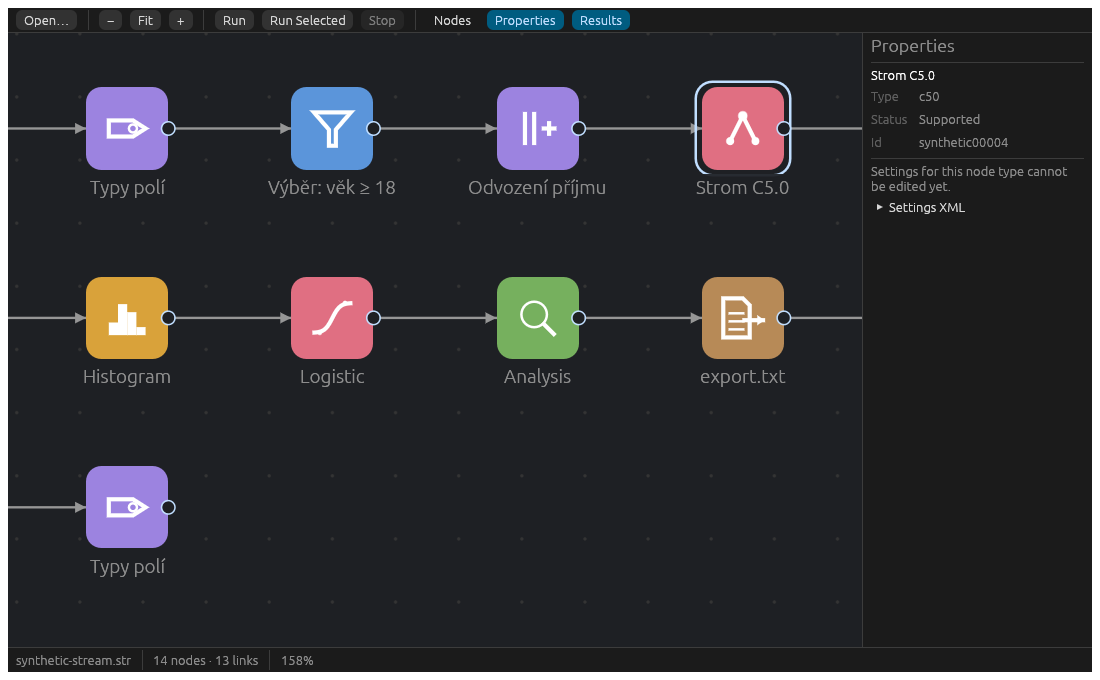 Open… – Fit + Run Run Selected Stop Nodes Properties Results
Typy polí
Výběr: věk ≥ 18
Odvození příjmu
Strom C5.0
Histogram
Logistic
Analysis
export.txt
Typy polí
Properties
Strom C5.0
Type c50
Status Supported
Id synthetic00004
Settings for this node type cannot
be edited yet.
Settings XML
synthetic-stream.str 14 nodes · 13 links 158%